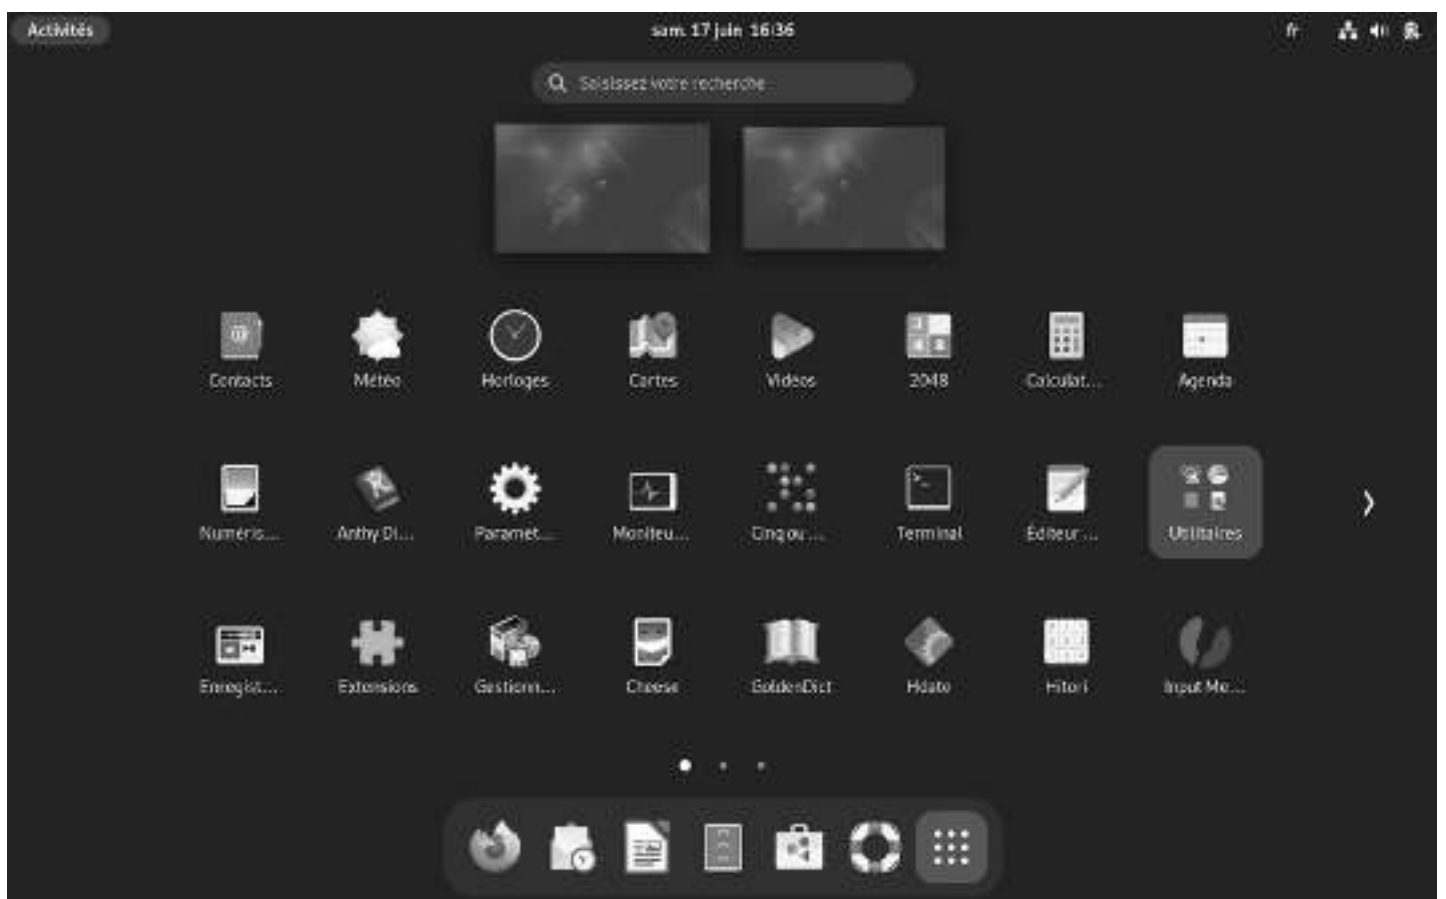 Activités
sam. 17 juin 16:36
fr
Saisissez votre recherche
Contacts
Météo
Horloges
Cartes
Vidéos
2048
Calculat...
Agenda
Numéris...
Anthy Di...
Paramèt...
Moniteu...
Cinq ou ...
Terminal
Éditeur ...
Utilitaires
Enregist...
Extensions
Gestionn...
Cheese
GoldenDict
Hdate
Hitori
Input Me...